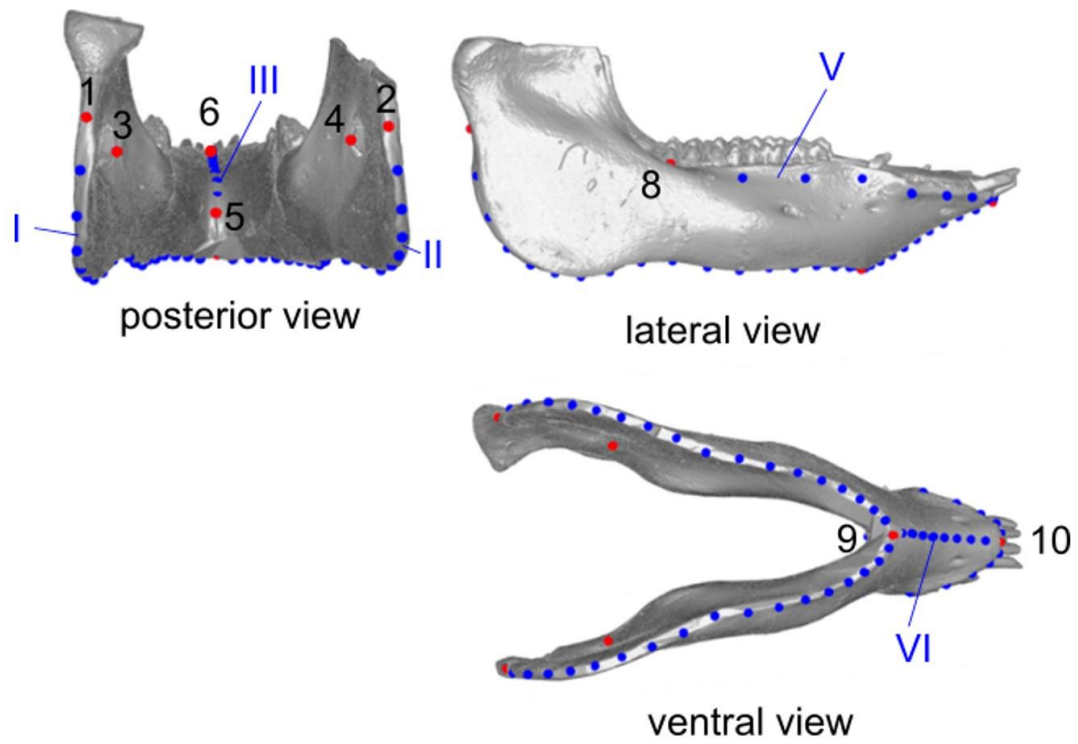 1
III
6
2
3
4
5
I
II
posterior view
V
8
lateral view
9
10
VI
ventral view